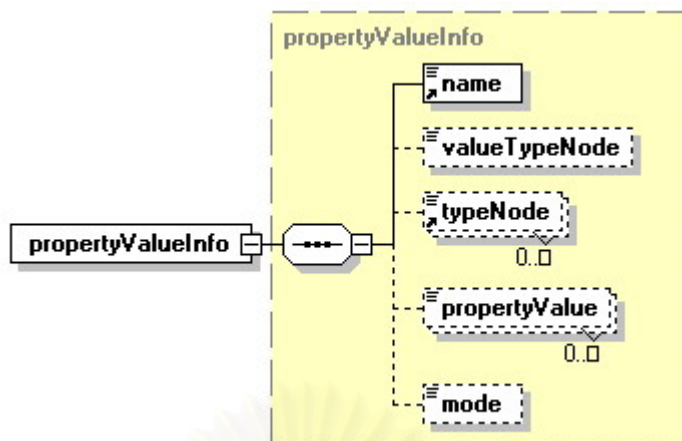 propertyValueInfo
name
valueTypeNode
typeNode
0..□
propertyValueInfo
propertyValue
0..□
mode